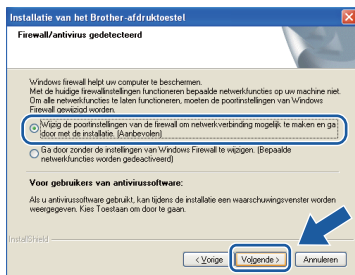 Installatie van het Brother-afdruktoestel
Firewall/antivirus gedetecteerd
Windows firewall helpt uw computer te beschermen.
Met de huidige firewallinstellingen functioneren bepaalde netwerkfuncties op uw machine niet.
Om alle netwerkfuncties te laten functioneren, moeten de poortinstellingen van Windows
Firewall gewijzigd worden.
Wijzig de poortinstellingen van de firewall om netwerkverbinding mogelijk te maken en ga
door met de installatie. (Aanbevolen)
Ga door zonder de instellingen van Windows Firewall te wijzigen. (Bepaalde
netwerkfuncties worden gedeactiveerd)
Voor gebruikers van antivirussoftware:
Als u antivirussoftware gebruikt, kan tijdens de installatie een waarschuwingsvenster worden
weergegeven. Kies Toestaan om door te gaan.
InstallShield
< Vorige
Volgende >
Annuleren